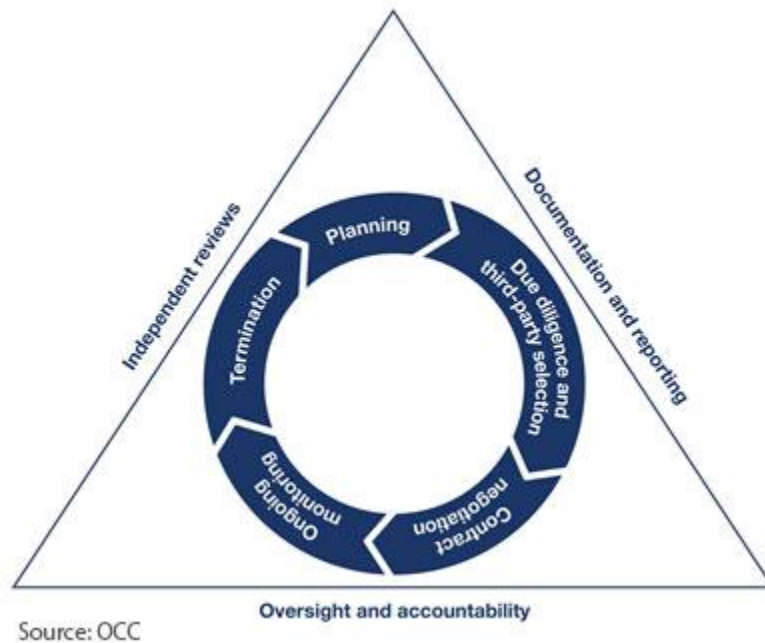 Independent reviews
Documentation and reporting
Planning
Due diligence and
third-party selection
Contract
negotiation
Ongoing
monitoring
Termination
Oversight and accountability
Source: OCC